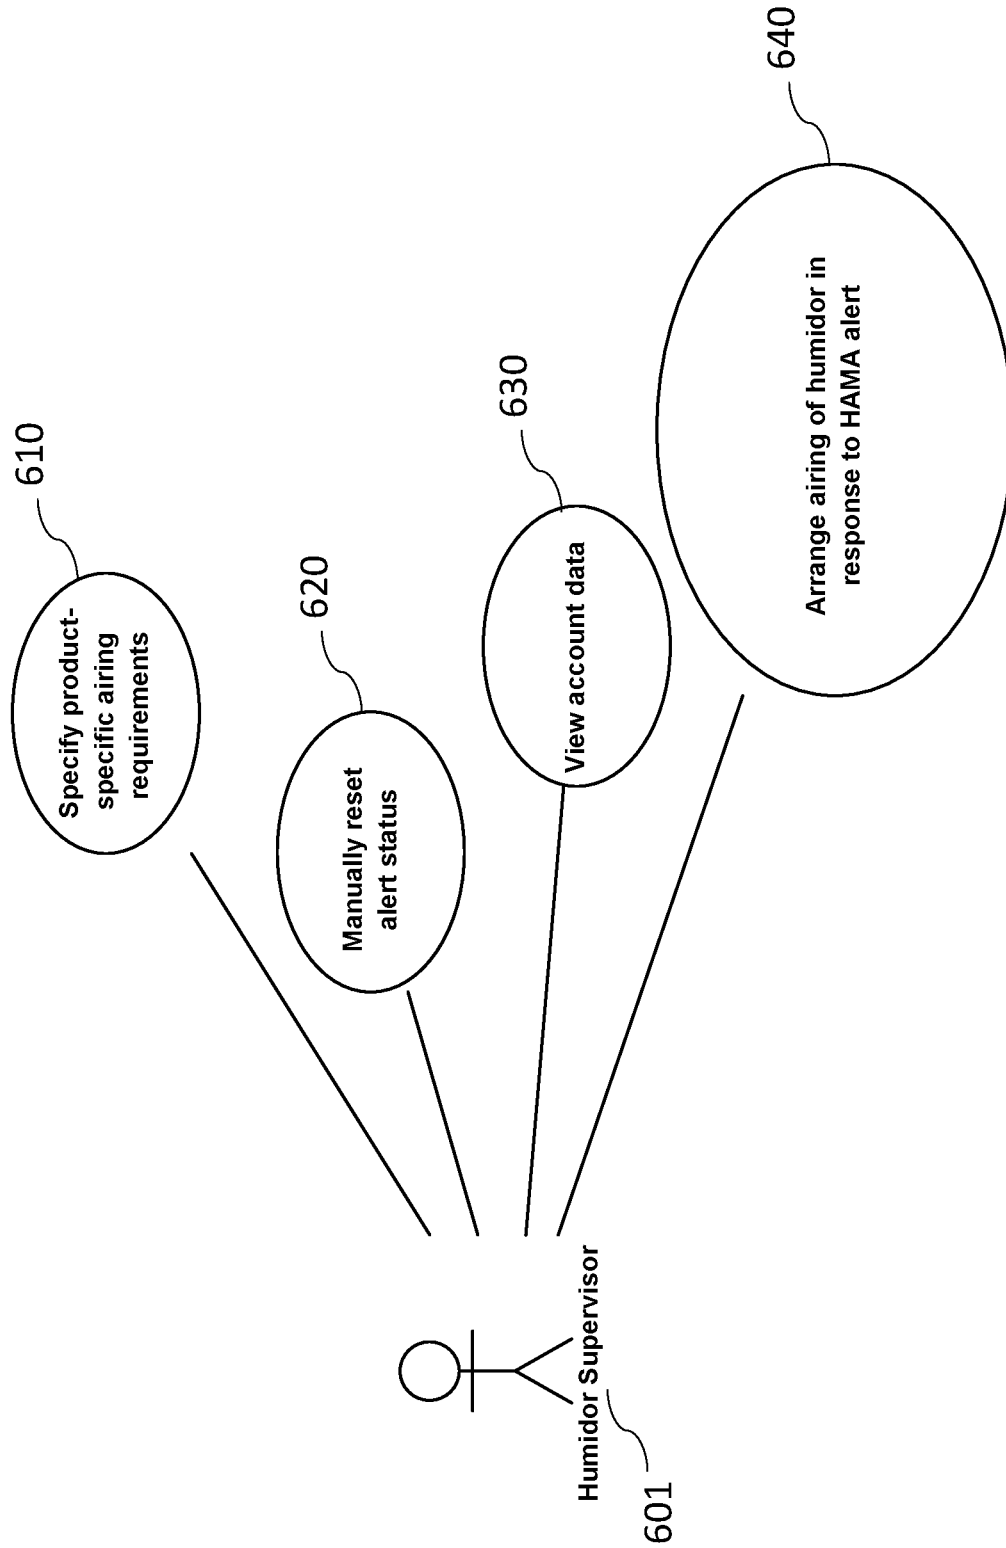 610
Specify product-
specific airing
requirements
620
Manually reset
alert status
630
View account data
640
Arrange airing of humidor in
response to HAMA alert
Humidor Supervisor
601